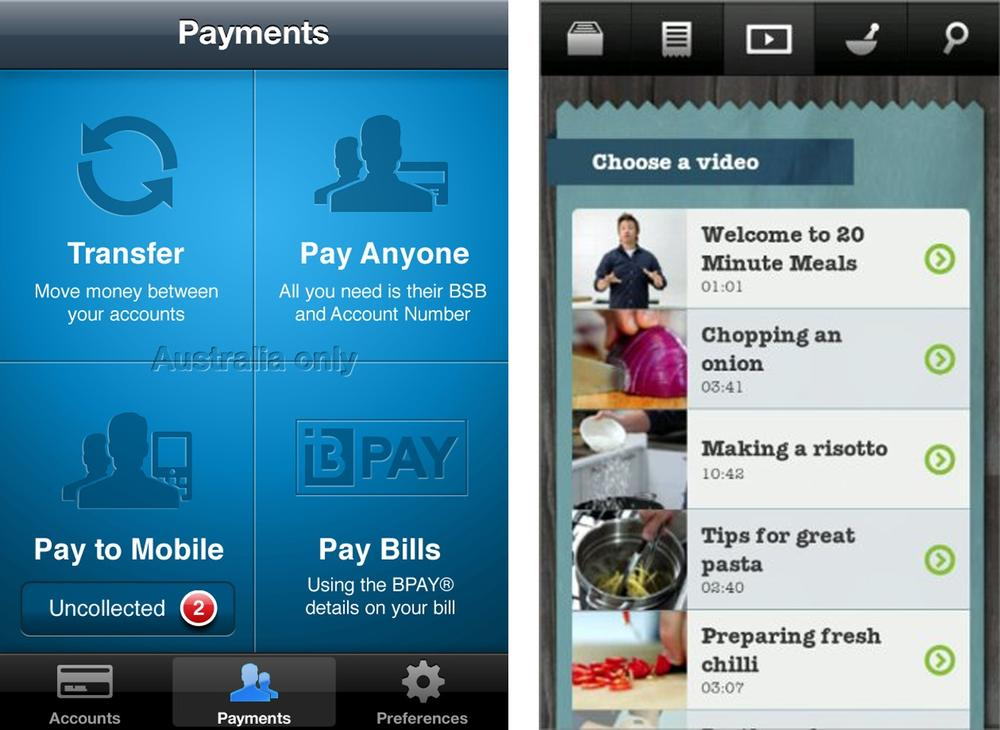 Payments
Transfer
Move money between
your accounts
Pay Anyone
All you need is their BSB
and Account Number
Australia only
Pay to Mobile
Uncollected 2
BPAY
Pay Bills
Using the BPAY®
details on your bill
Accounts
Payments
Preferences
Choose a video
Welcome to 20
Minute Meals
01:01
Chopping an
onion
03:41
Making a risotto
10:42
Tips for great
pasta
02:40
Preparing fresh
chilli
03:07